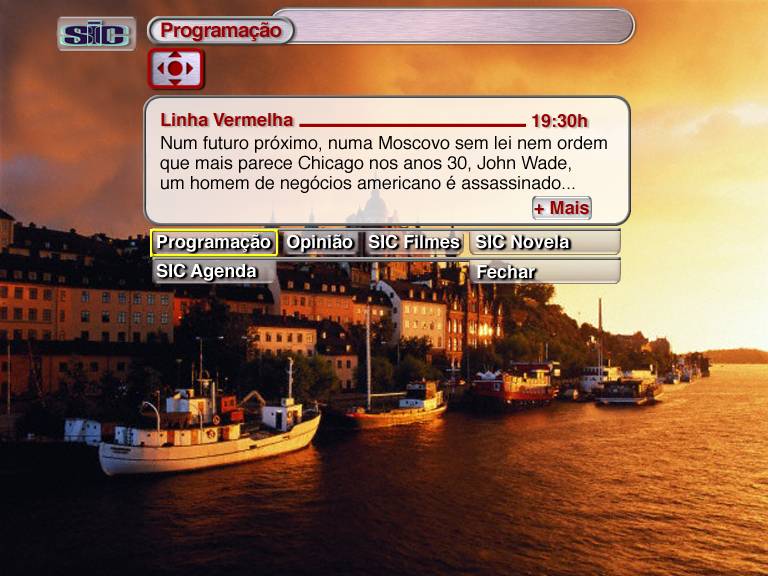 SIC
Programação
Linha Vermelha 19:30h
Num futuro próximo, numa Moscovo sem lei nem ordem
que mais parece Chicago nos anos 30, John Wade,
um homem de negócios americano é assassinado...
+ Mais
Programação Opinião SIC Filmes SIC Novela
SIC Agenda Fechar